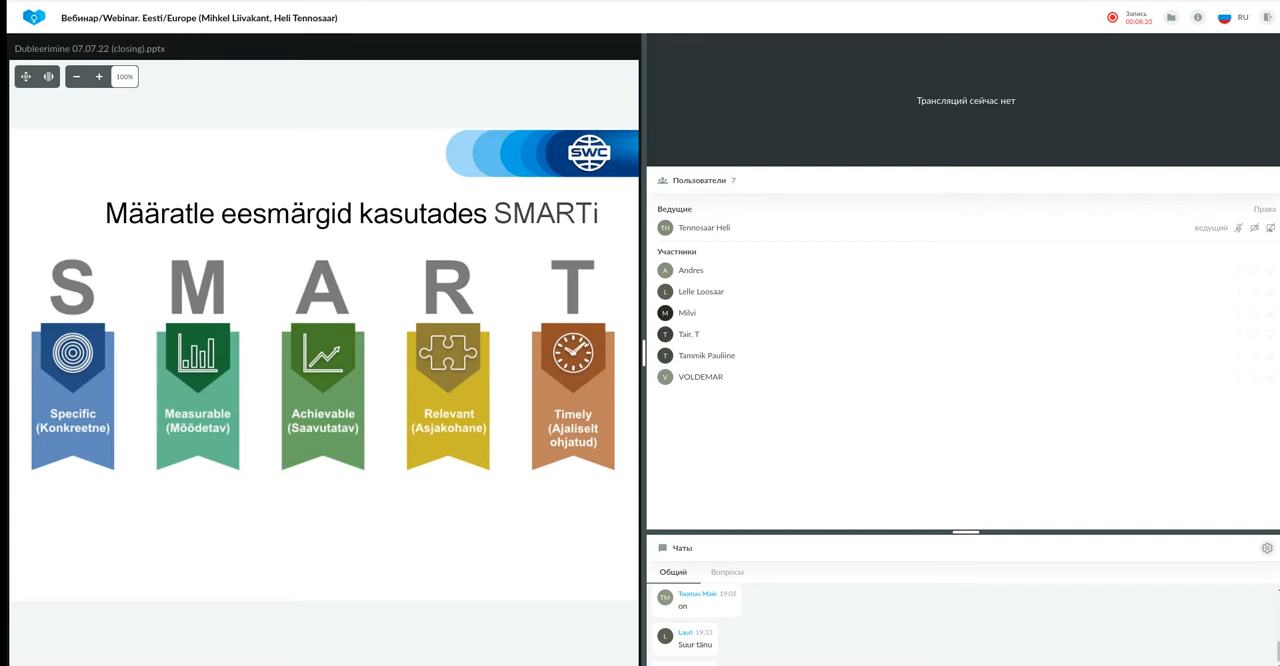 Вебинар/Webinar. Eesti/Europe (Mihkel Liivakant, Heli Tennosaar)
Запись
00:08:20
RU
Dubleerimine 07.07.22 (closing).pptx
100%
SWC
Määratle eesmärgid kasutades SMARTi
S M A R T
Specific
(Konkreetne)
Measurable
(Mõõdetav)
Achievable
(Saavutatav)
Relevant
(Asjakohane)
Timely
(Ajaliselt
ohjatud)
Трансляций сейчас нет
Пользователи 7
Ведущие Права
TH Tennosaar Heli ведущий
Участники
A Andres
L Lelle Loosaar
M Milvi
T Tair. T
T Tammik Pauliine
V VOLDEMAR
Чаты
Общий Вопросы
TM Toomas Maie 19:05
on
L Lauri 19:33
Suur tänu